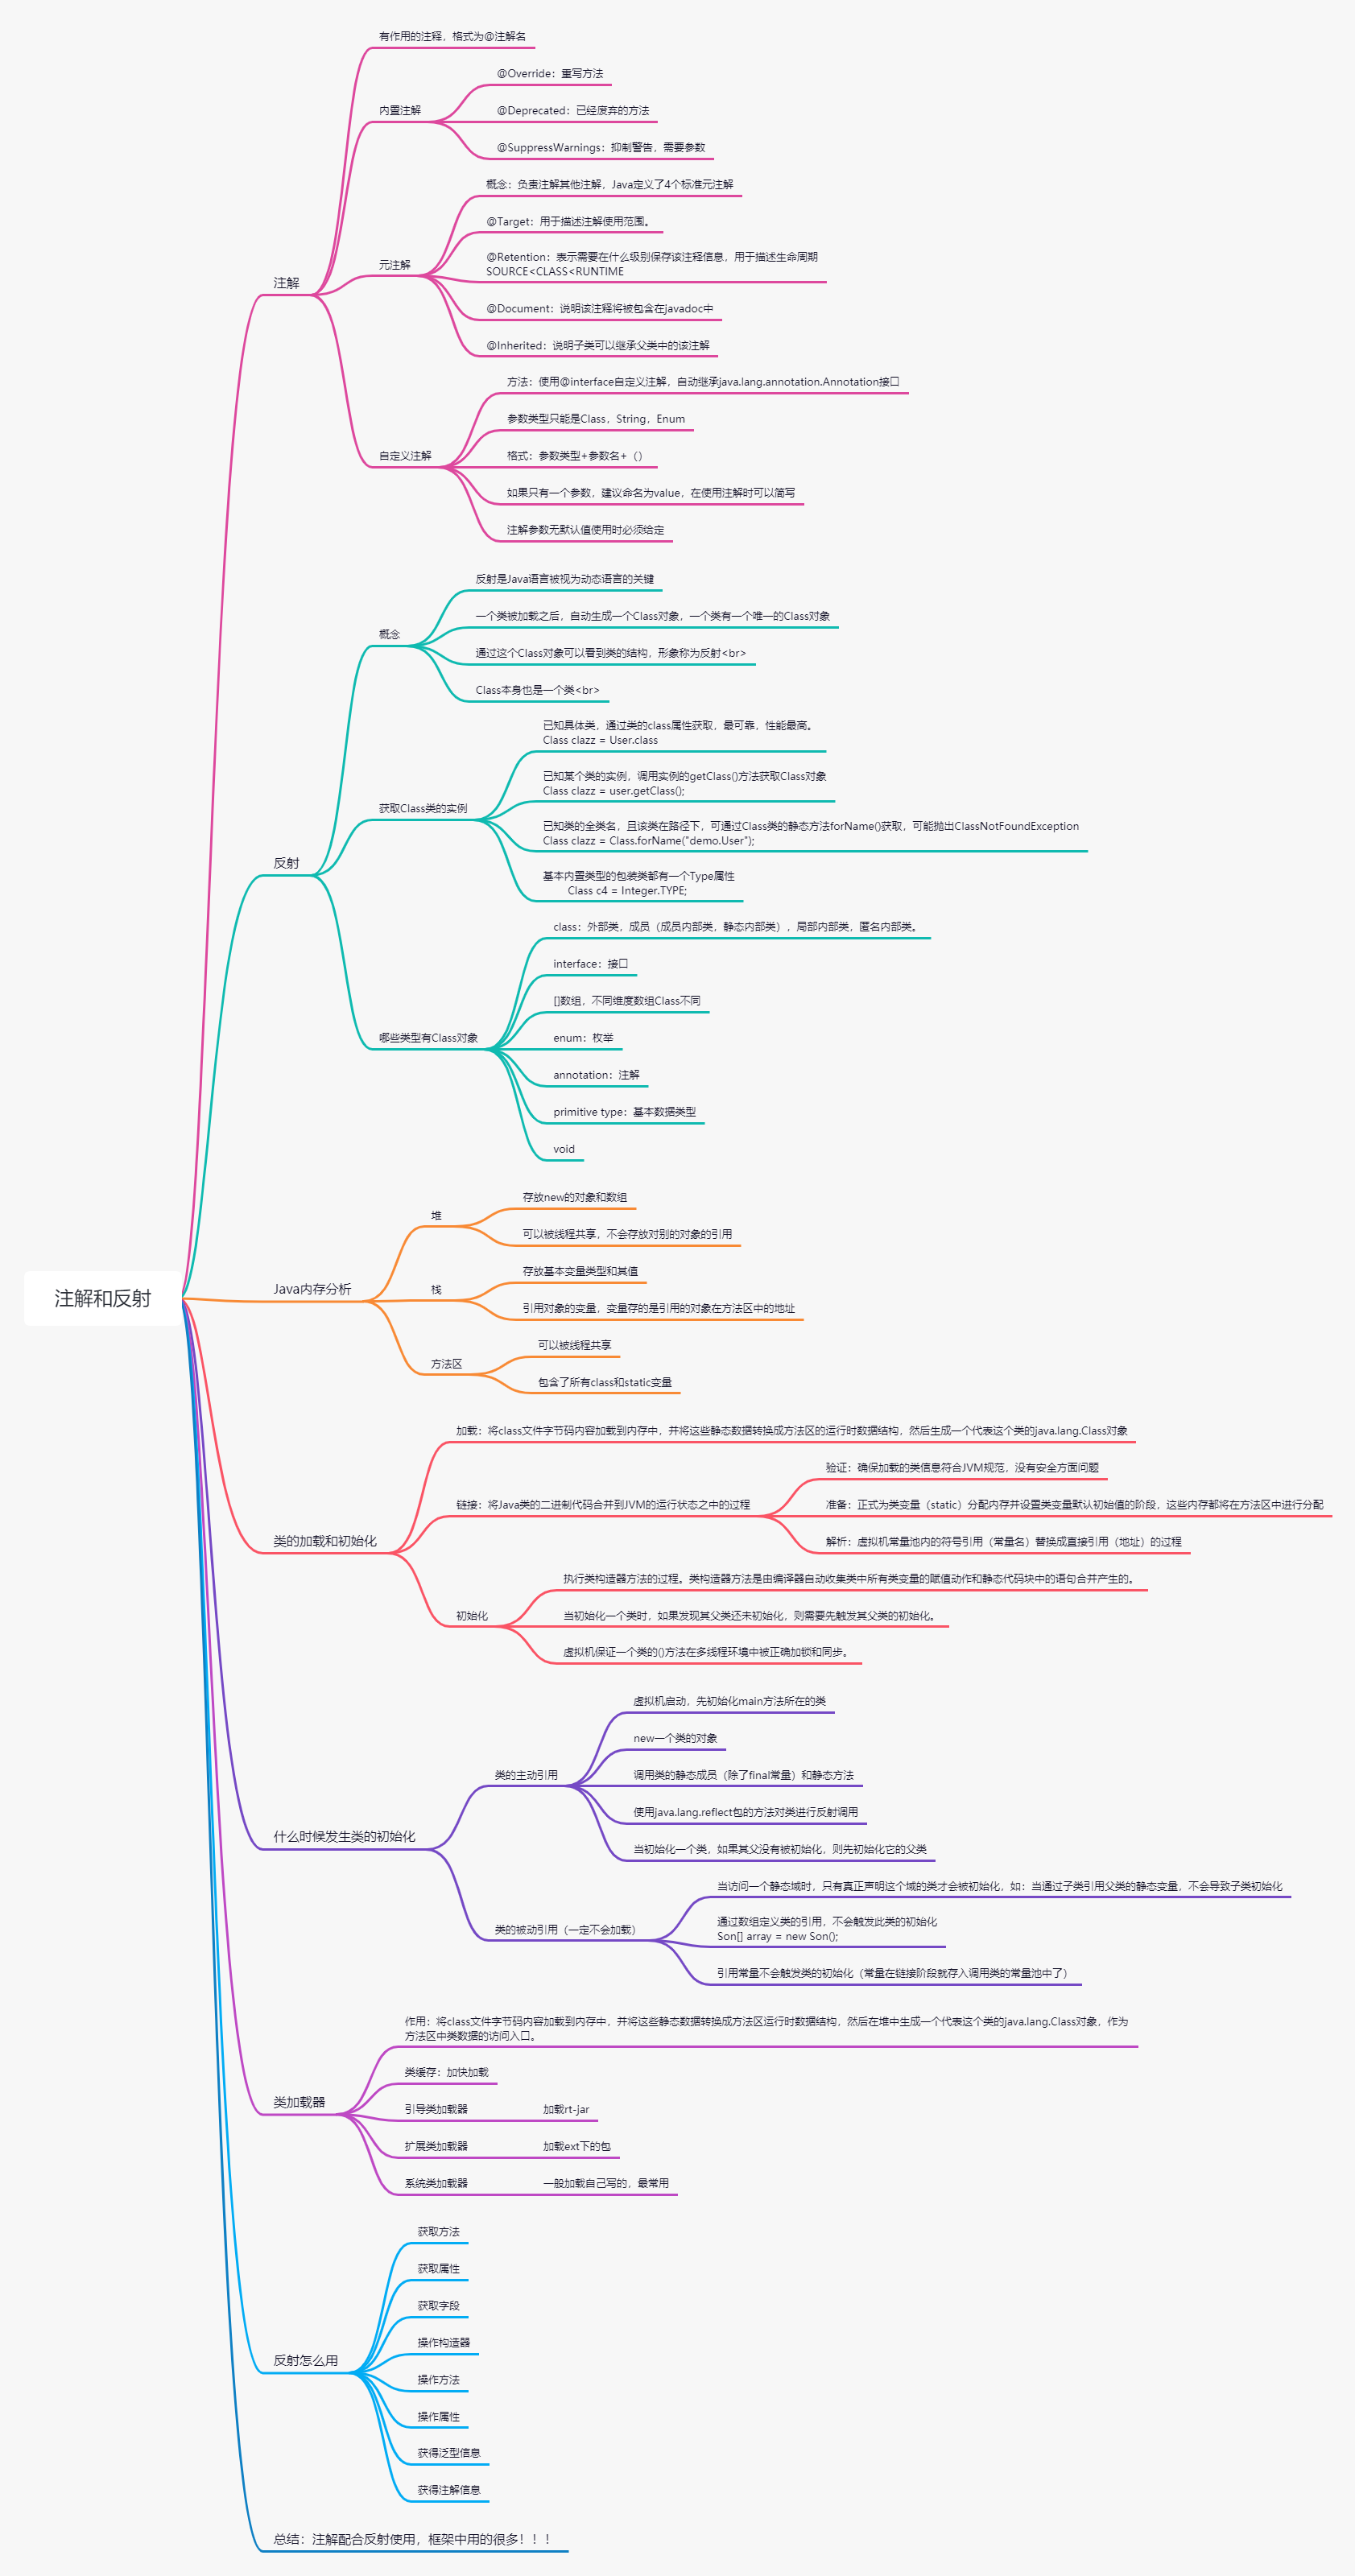 注解和反射
注解
有作用的注释，格式为@注解名
内置注解
@Override：重写方法
@Deprecated：已经废弃的方法
@SuppressWarnings：抑制警告，需要参数
元注解
概念：负责注解其他注解，Java定义了4个标准元注解
@Target：用于描述注解使用范围。
@Retention：表示需要在什么级别保存该注释信息，用于描述生命周期
SOURCE<CLASS<RUNTIME
@Document：说明该注释将被包含在javadoc中
@Inherited：说明子类可以继承父类中的该注解
自定义注解
方法：使用@interface自定义注解，自动继承java.lang.annotation.Annotation接口
参数类型只能是Class，String，Enum
格式：参数类型+参数名+（）
如果只有一个参数，建议命名为value，在使用注解时可以简写
注解参数无默认值使用时必须给定
反射
概念
反射是Java语言被视为动态语言的关键
一个类被加载之后，自动生成一个Class对象，一个类有一个唯一的Class对象
通过这个Class对象可以看到类的结构，形象称为反射<br>
Class本身也是一个类<br>
获取Class类的实例
已知具体类，通过类的class属性获取，最可靠，性能最高。
Class clazz = User.class
已知某个类的实例，调用实例的getClass()方法获取Class对象
Class clazz = user.getClass();
已知类的全类名，且该类在路径下，可通过Class类的静态方法forName()获取，可能抛出ClassNotFoundException
Class clazz = Class.forName("demo.User");
基本内置类型的包装类都有一个Type属性
Class c4 = Integer.TYPE;
哪些类型有Class对象
class：外部类，成员（成员内部类，静态内部类），局部内部类，匿名内部类。
interface：接口
[]数组，不同维度数组Class不同
enum：枚举
annotation：注解
primitive type：基本数据类型
void
Java内存分析
堆
存放new的对象和数组
可以被线程共享，不会存放对别的对象的引用
栈
存放基本变量类型和其值
引用对象的变量，变量存的是引用的对象在方法区中的地址
方法区
可以被线程共享
包含了所有class和static变量
类的加载和初始化
加载：将class文件字节码内容加载到内存中，并将这些静态数据转换成方法区的运行时数据结构，然后生成一个代表这个类的java.lang.Class对象
链接：将Java类的二进制代码合并到JVM的运行状态之中的过程
验证：确保加载的类信息符合JVM规范，没有安全方面问题
准备：正式为类变量（static）分配内存并设置类变量默认初始值的阶段，这些内存都将在方法区中进行分配
解析：虚拟机常量池内的符号引用（常量名）替换成直接引用（地址）的过程
初始化
执行类构造器方法的过程。类构造器方法是由编译器自动收集类中所有类变量的赋值动作和静态代码块中的语句合并产生的。
当初始化一个类时，如果发现其父类还未初始化，则需要先触发其父类的初始化。
虚拟机保证一个类的()方法在多线程环境中被正确加锁和同步。
什么时候发生类的初始化
类的主动引用
虚拟机启动，先初始化main方法所在的类
new一个类的对象
调用类的静态成员（除了final常量）和静态方法
使用java.lang.reflect包的方法对类进行反射调用
当初始化一个类，如果其父没有被初始化，则先初始化它的父类
类的被动引用（一定不会加载）
当访问一个静态域时，只有真正声明这个域的类才会被初始化，如：当通过子类引用父类的静态变量，不会导致子类初始化
通过数组定义类的引用，不会触发此类的初始化
Son[] array = new Son();
引用常量不会触发类的初始化（常量在链接阶段就存入调用类的常量池中了）
类加载器
作用：将class文件字节码内容加载到内存中，并将这些静态数据转换成方法区运行时数据结构，然后在堆中生成一个代表这个类的java.lang.Class对象，作为
方法区中类数据的访问入口。
类缓存：加快加载
引导类加载器 加载rt-jar
扩展类加载器 加载ext下的包
系统类加载器 一般加载自己写的，最常用
反射怎么用
获取方法
获取属性
获取字段
操作构造器
操作方法
操作属性
获得泛型信息
获得注解信息
总结：注解配合反射使用，框架中用的很多！！！